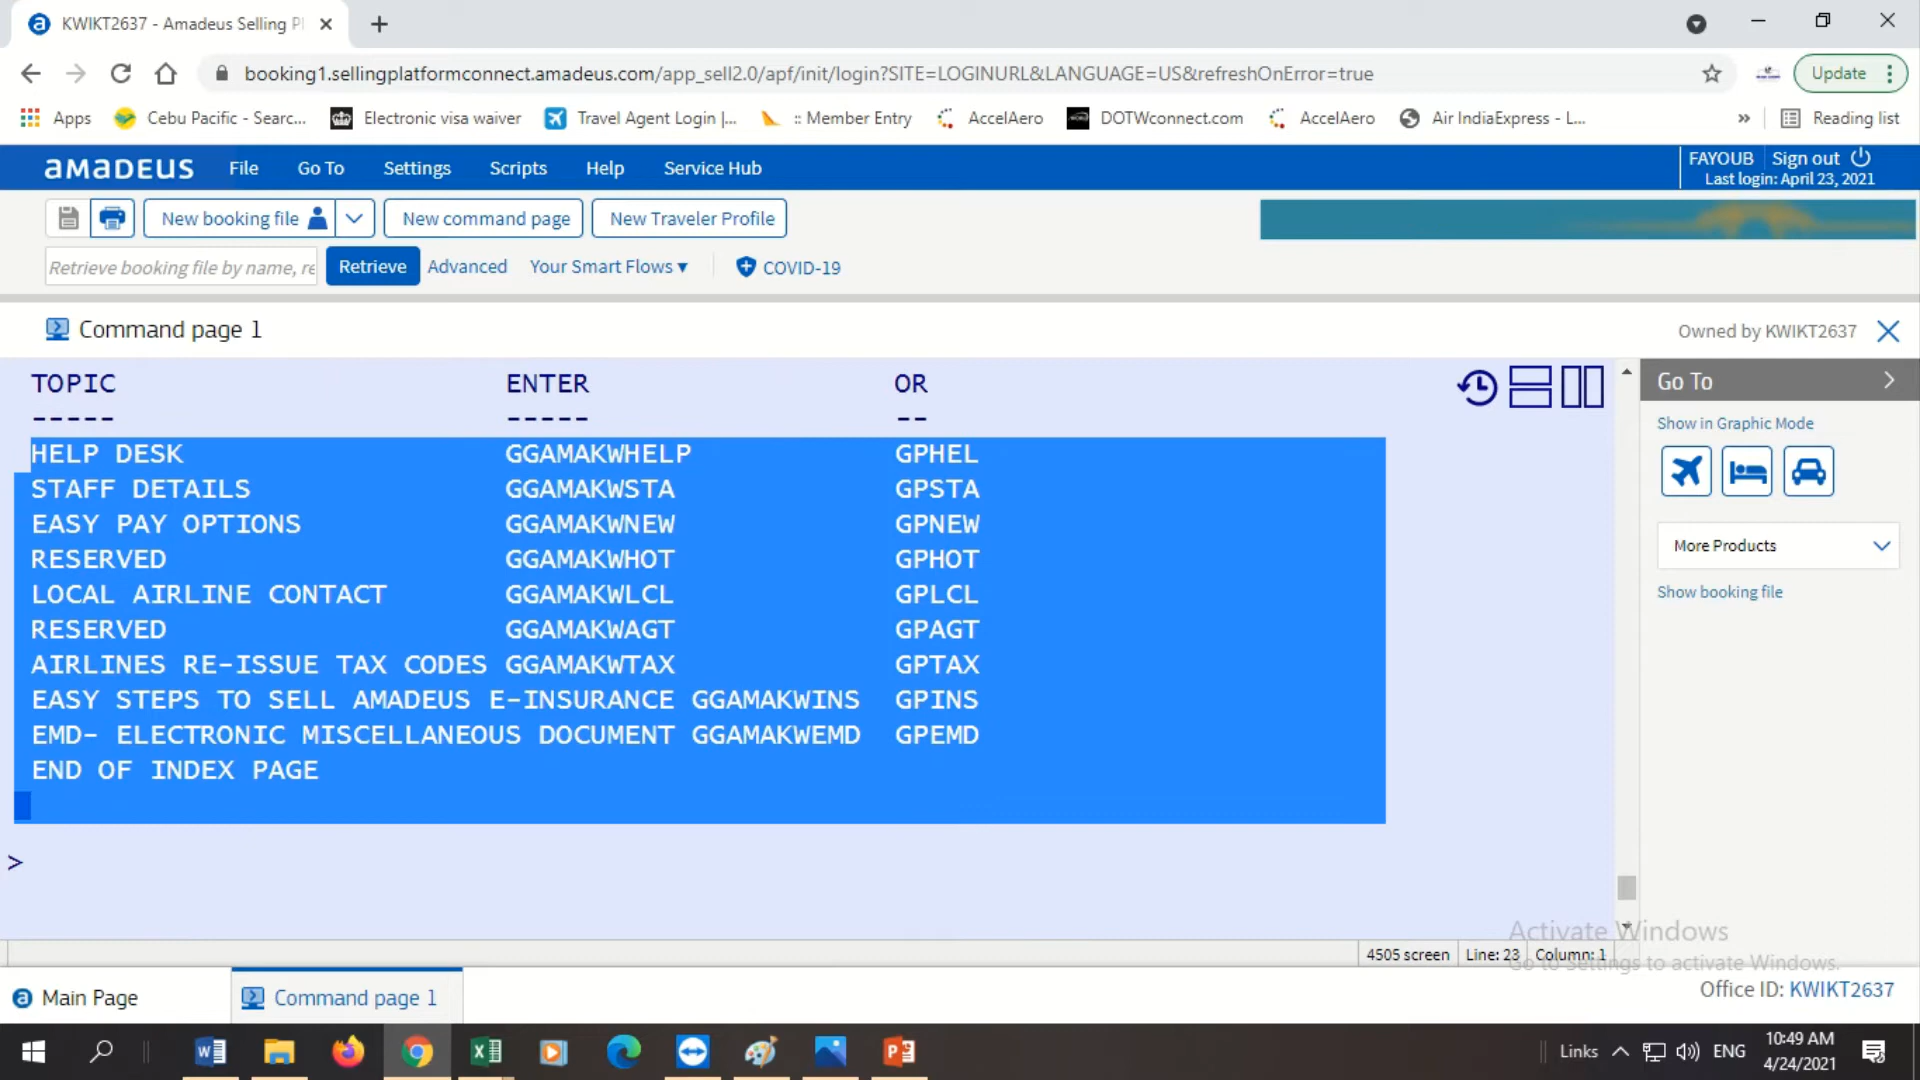 KWIKT2637 - Amadeus Selling Pl
booking1.sellingplatformconnect.amadeus.com/app_sell2.0/apf/init/login?SITE=LOGINURL&LANGUAGE=US&refreshOnError=true
Update
Apps
Cebu Pacific - Searc...
Electronic visa waiver
Travel Agent Login |...
:: Member Entry
AccelAero
DOTWconnect.com
AccelAero
Air IndiaExpress - L...
Reading list
amadeus
File
Go To
Settings
Scripts
Help
Service Hub
FAYOUB
Sign out
Last login: April 23, 2021
New booking file
New command page
New Traveler Profile
Retrieve booking file by name, re
Retrieve
Advanced
Your Smart Flows
COVID-19
Command page 1
Owned by KWIKT2637
TOPIC ENTER OR
----- ----- --
HELP DESK GGAMAKWHELP GPHEL
STAFF DETAILS GGAMAKWSTA GPSTA
EASY PAY OPTIONS GGAMAKWNEW GPNEW
RESERVED GGAMAKWHOT GPHOT
LOCAL AIRLINE CONTACT GGAMAKWLCL GPLCL
RESERVED GGAMAKWAGT GPAGT
AIRLINES RE-ISSUE TAX CODES GGAMAKWTAX GPTAX
EASY STEPS TO SELL AMADEUS E-INSURANCE GGAMAKWINS GPINS
EMD- ELECTRONIC MISCELLANEOUS DOCUMENT GGAMAKWEMD GPEMD
END OF INDEX PAGE
>
Go To
Show in Graphic Mode
More Products
Show booking file
Activate Windows
Go to Settings to activate Windows.
4505 screen
Line: 23
Column: 1
Main Page
Command page 1
Office ID: KWIKT2637
Links
ENG
10:49 AM
4/24/2021